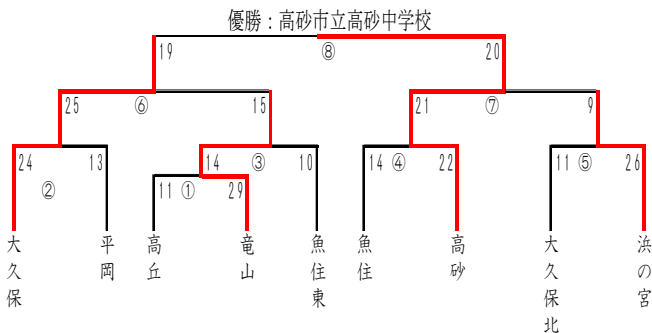 優勝：高砂市立高砂中学校
19 ⑧ 20
25 ⑥ 15 21 ⑦ 9
24 13 14 ③ 10 14 ④ 22 11 ⑤ 26
② 11 ① 29
大久保
平岡
高丘
竜山
魚住東
魚住
高砂
大久保北
浜の宮